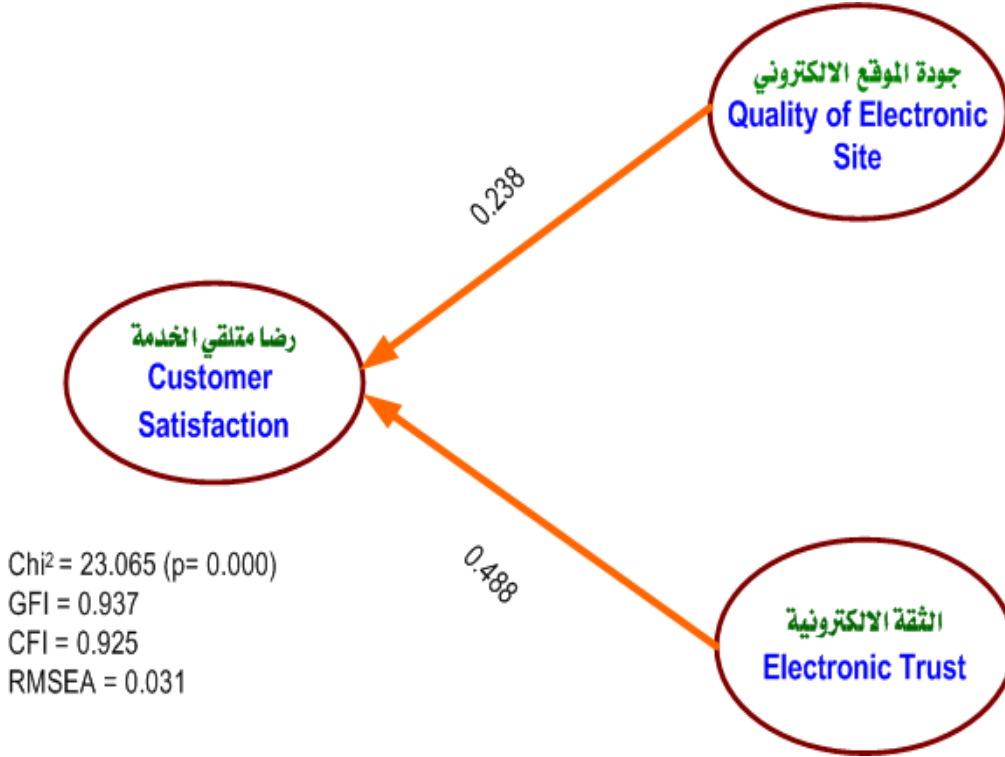 جودة الموقع الالكتروني
Quality of Electronic
Site
0.238
رضا متلقي الخدمة
Customer
Satisfaction
0.488
Chi² = 23.065 (p= 0.000)
GFI = 0.937
CFI = 0.925
RMSEA = 0.031
الثقة الالكترونية
Electronic Trust